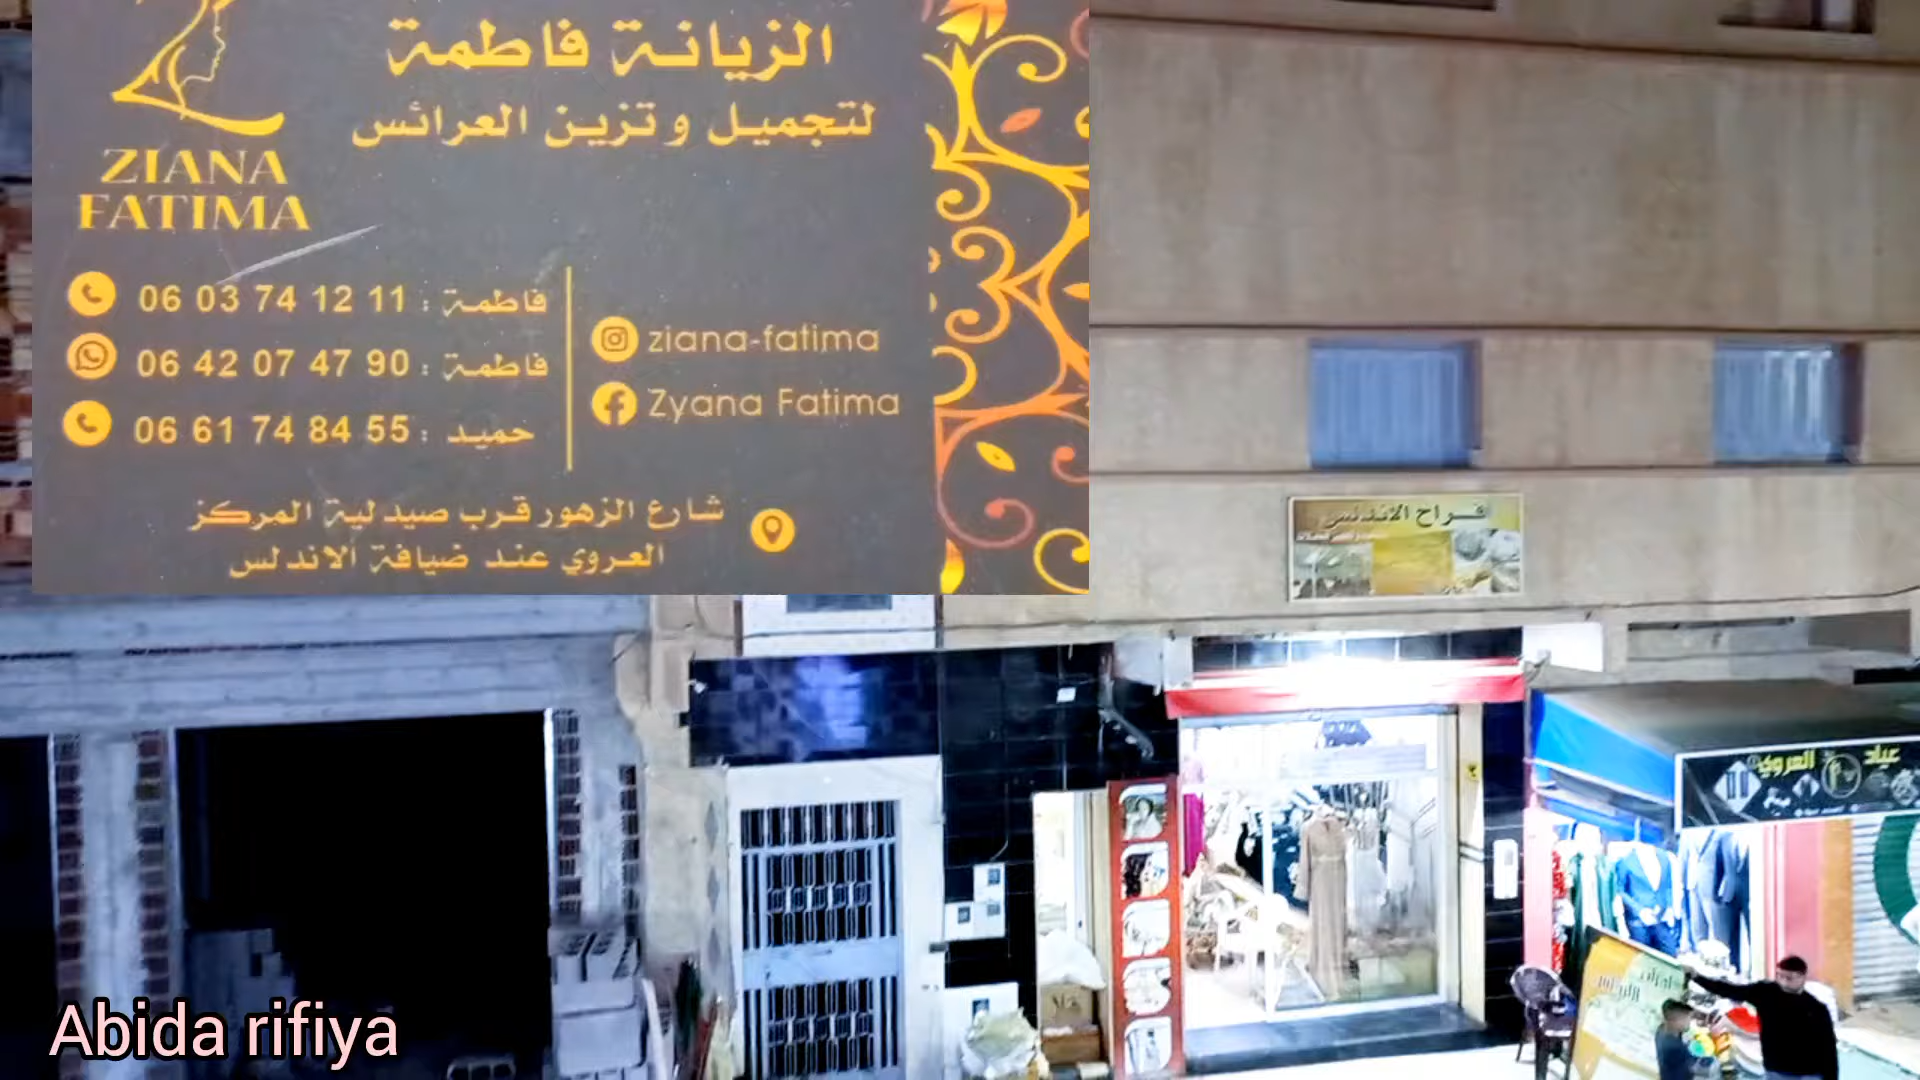 الزيانة فاطمة
لتجميل و تزين العرائس
ZIANA
FATIMA
06 03 74 12 11 : فاطمة
06 42 07 47 90 : فاطمة
06 61 74 84 55 : حميد
ziana-fatima
Zyana Fatima
شارع الزهور قرب صيدلية المركز
العروي عند ضيافة الاندلس
افراح الاندلس
عياد
العروي
Abida rifiya